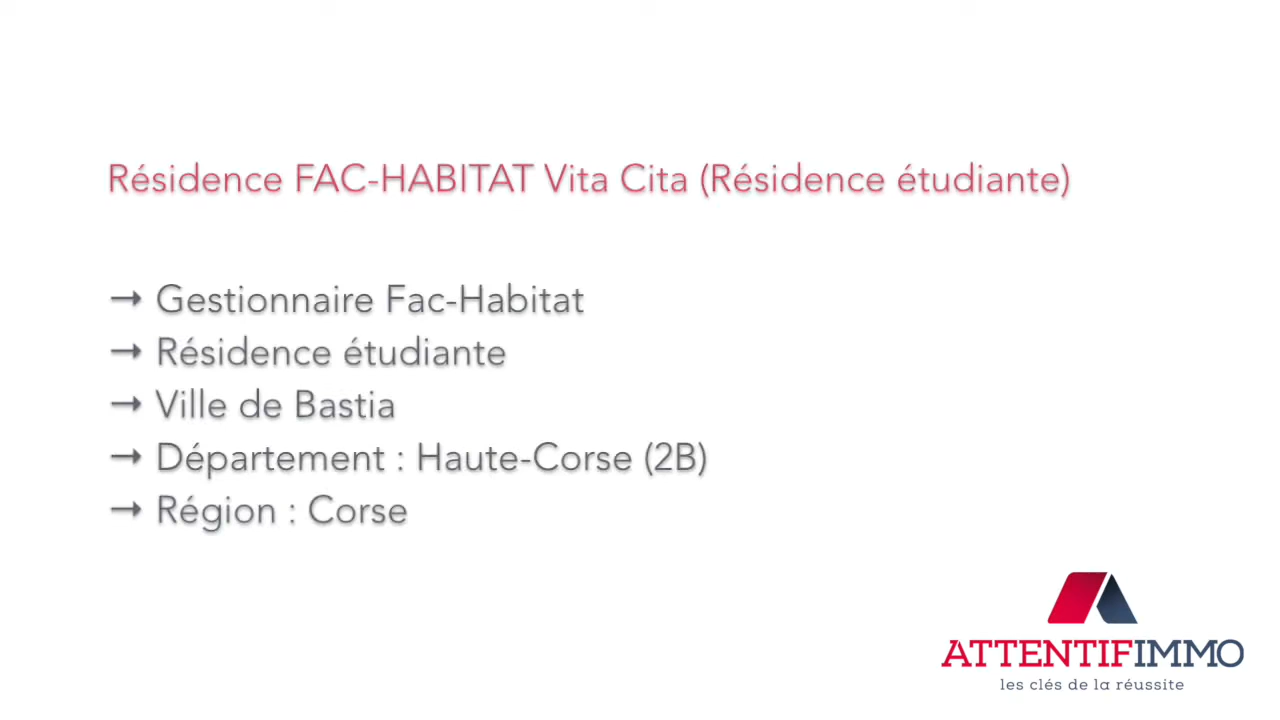 Résidence FAC-HABITAT Vita Cita (Résidence étudiante)
→ Gestionnaire Fac-Habitat
→ Résidence étudiante
→ Ville de Bastia
→ Département : Haute-Corse (2B)
→ Région : Corse
ATTENTIFIMMO
les clés de la réussite